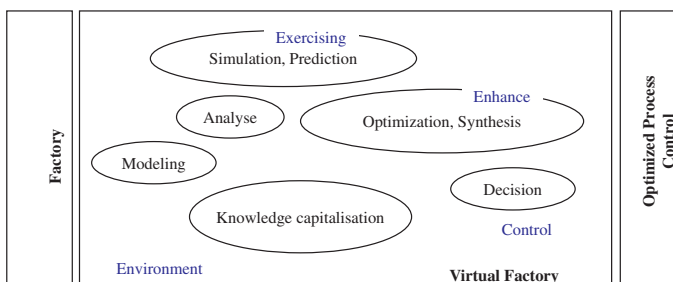 Factory
Exercising
Simulation, Prediction
Enhance
Analyse
Optimization, Synthesis
Modeling
Decision
Knowledge capitalisation
Control
Environment
Virtual Factory
Optimized Process
Control